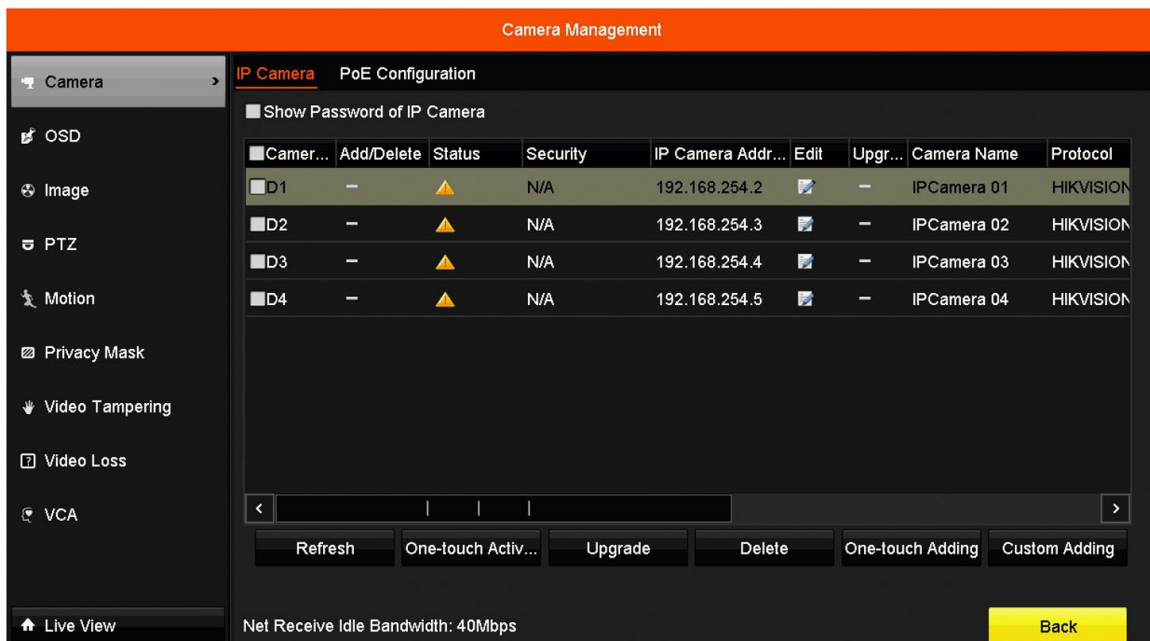 Camera Management
Camera
OSD
Image
PTZ
Motion
Privacy Mask
Video Tampering
Video Loss
VCA
Live View
IP Camera PoE Configuration
Show Password of IP Camera
Camer... Add/Delete Status Security IP Camera Addr... Edit Upgr... Camera Name Protocol
D1 – N/A 192.168.254.2 – IPCamera 01 HIKVISION
D2 – N/A 192.168.254.3 – IPCamera 02 HIKVISION
D3 – N/A 192.168.254.4 – IPCamera 03 HIKVISION
D4 – N/A 192.168.254.5 – IPCamera 04 HIKVISION
Refresh One-touch Activ... Upgrade Delete One-touch Adding Custom Adding
Net Receive Idle Bandwidth: 40Mbps
Back